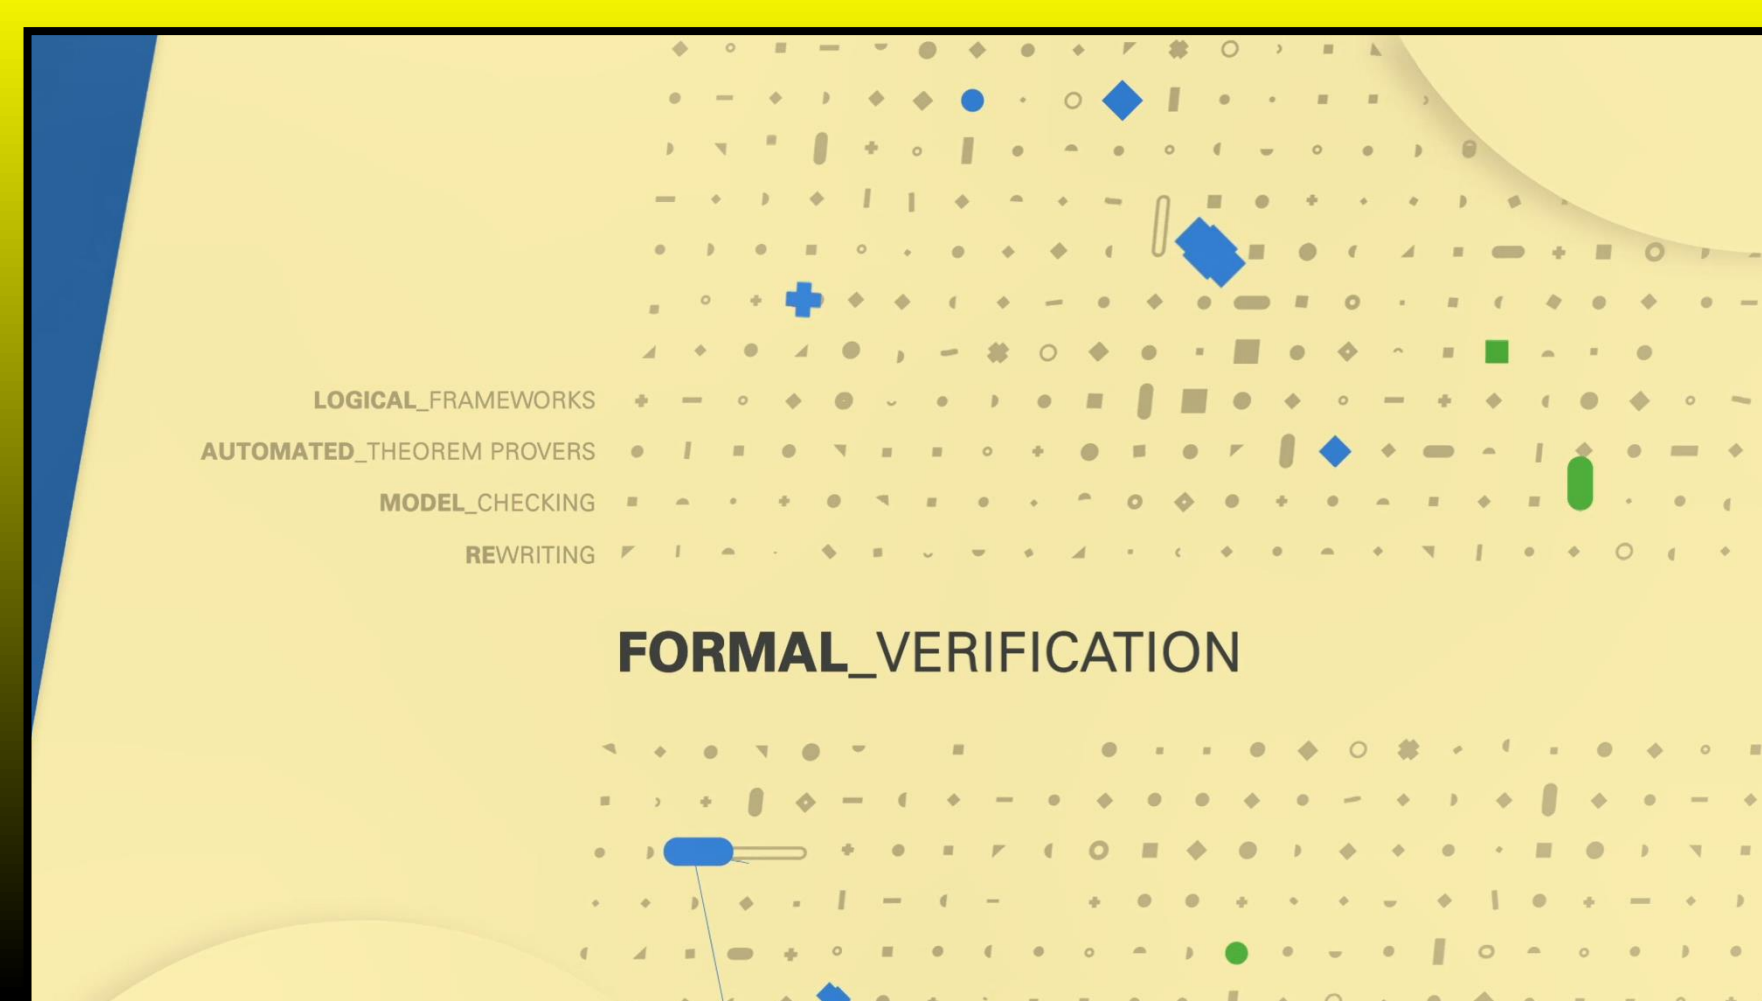 LOGICAL_FRAMEWORKS
AUTOMATED_THEOREM PROVERS
MODEL_CHECKING
REWRITING
FORMAL_VERIFICATION